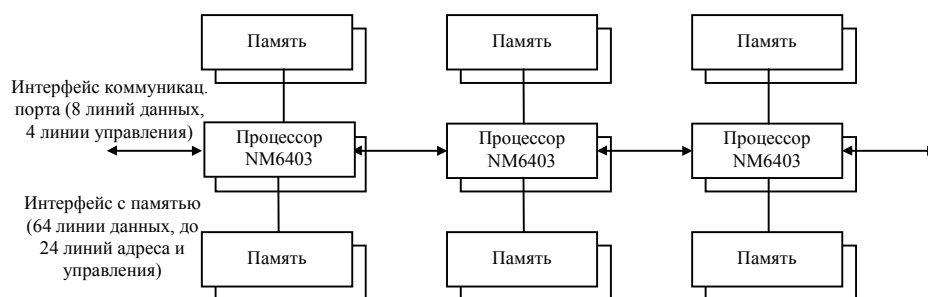 Память
Память
Память
Интерфейс коммуникац.
порта (8 линий данных,
4 линии управления)
Процессор
NM6403
Процессор
NM6403
Процессор
NM6403
Интерфейс с памятью
(64 линии данных, до
24 линий адреса и
управления)
Память
Память
Память